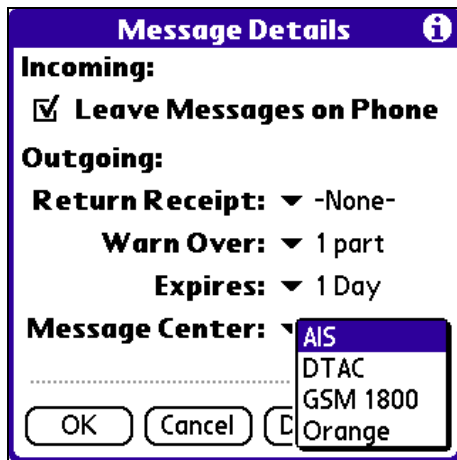 Message Details i
Incoming:
Leave Messages on Phone
Outgoing:
Return Receipt: -None-
Warn Over: 1 part
Expires: 1 Day
Message Center: AIS
DTAC
GSM 1800
Orange
OK Cancel D